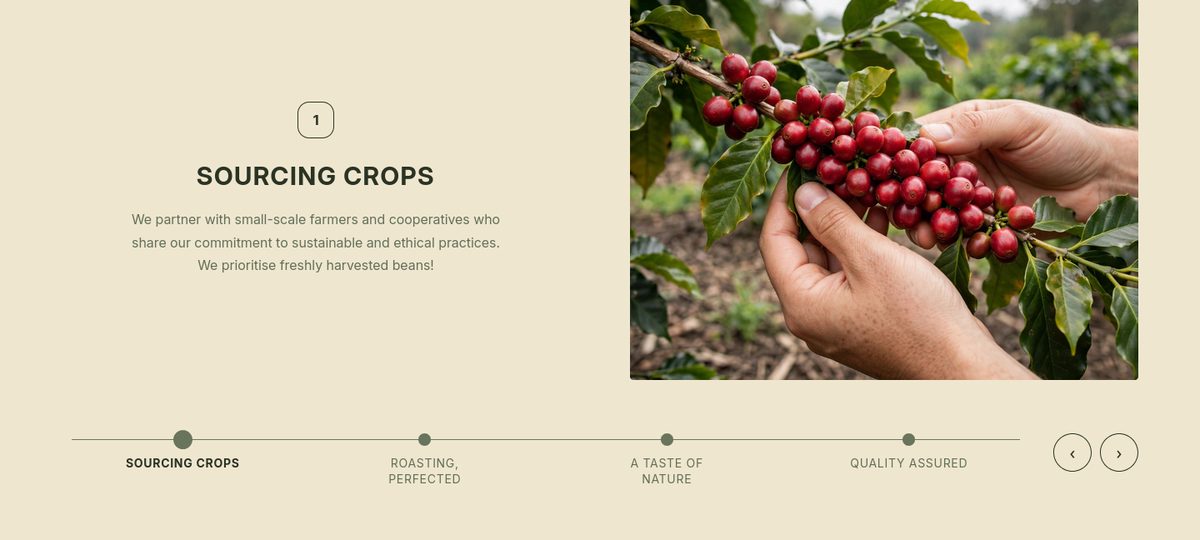 1
SOURCING CROPS
We partner with small-scale farmers and cooperatives who
share our commitment to sustainable and ethical practices.
We prioritise freshly harvested beans!
SOURCING CROPS
ROASTING,
PERFECTED
A TASTE OF
NATURE
QUALITY ASSURED
‹ ›